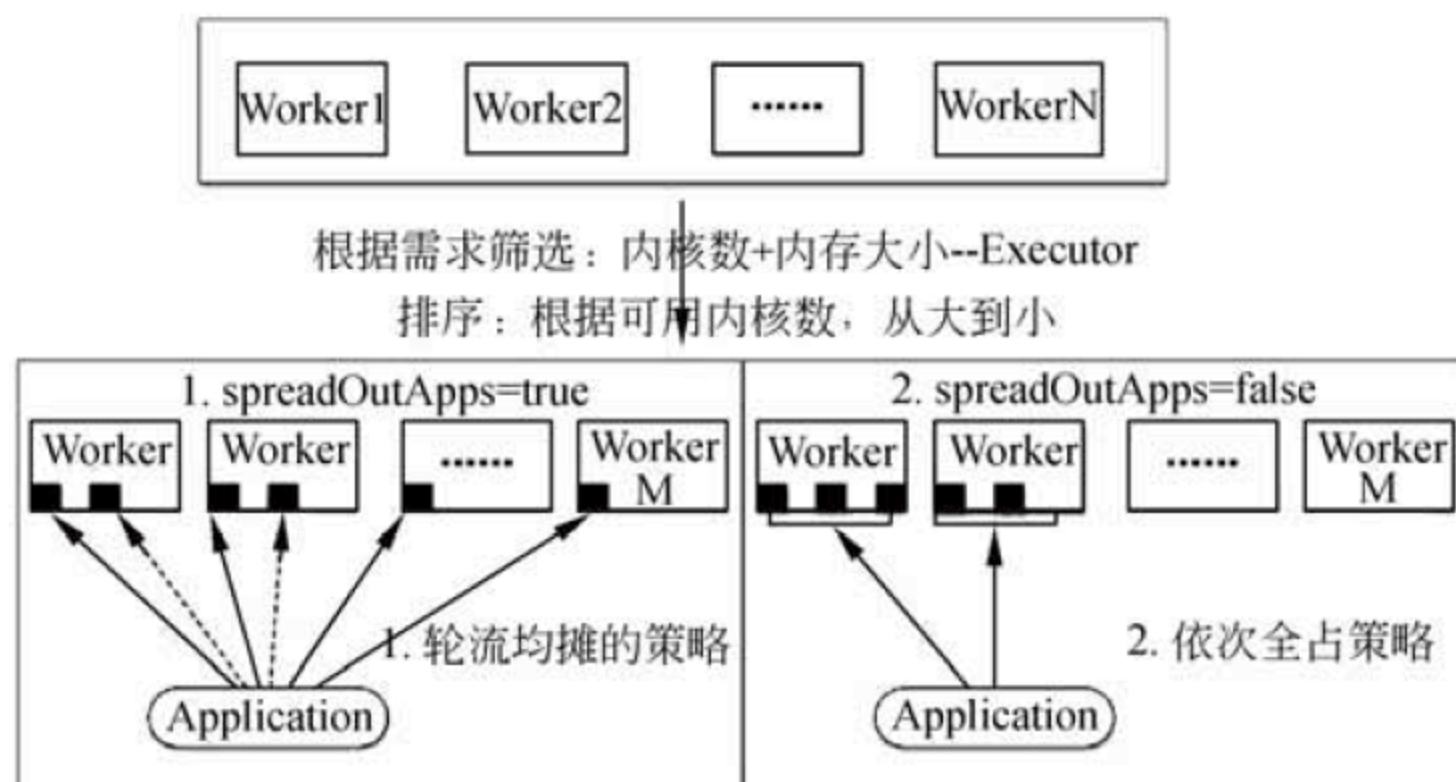 Worker1 Worker2 ······ WorkerN
根据需求筛选：内核数+内存大小--Executor
排序：根据可用内核数，从大到小
1. spreadOutApps=true
Worker Worker ······ Worker
M
1. 轮流均摊的策略
Application
2. spreadOutApps=false
Worker Worker ······ Worker
M
2. 依次全占策略
Application